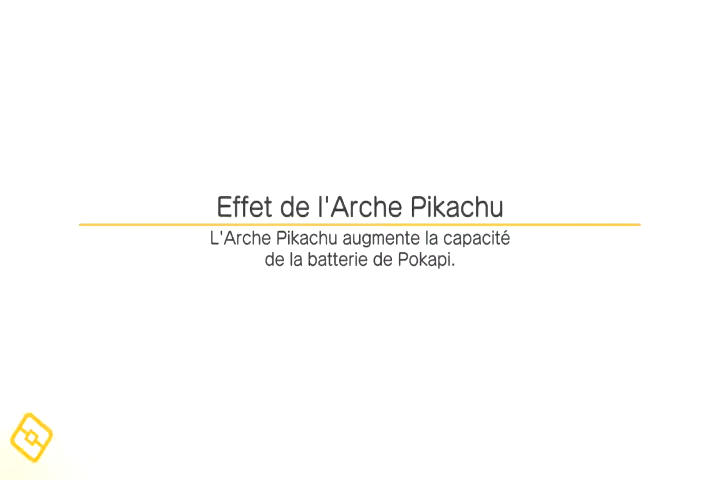 Effet de l'Arche Pikachu
L'Arche Pikachu augmente la capacité
de la batterie de Pokapi.